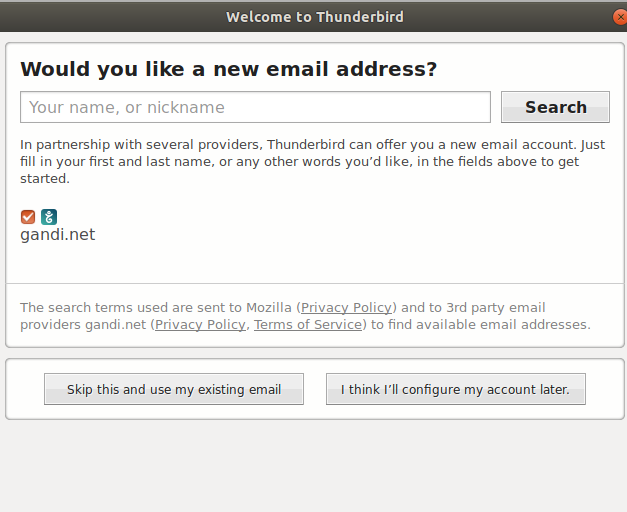 Welcome to Thunderbird
Would you like a new email address?
Your name, or nickname
Search
In partnership with several providers, Thunderbird can offer you a new email account. Just
fill in your first and last name, or any other words you’d like, in the fields above to get
started.
gandi.net
The search terms used are sent to Mozilla (Privacy Policy) and to 3rd party email
providers gandi.net (Privacy Policy, Terms of Service) to find available email addresses.
Skip this and use my existing email
I think I’ll configure my account later.